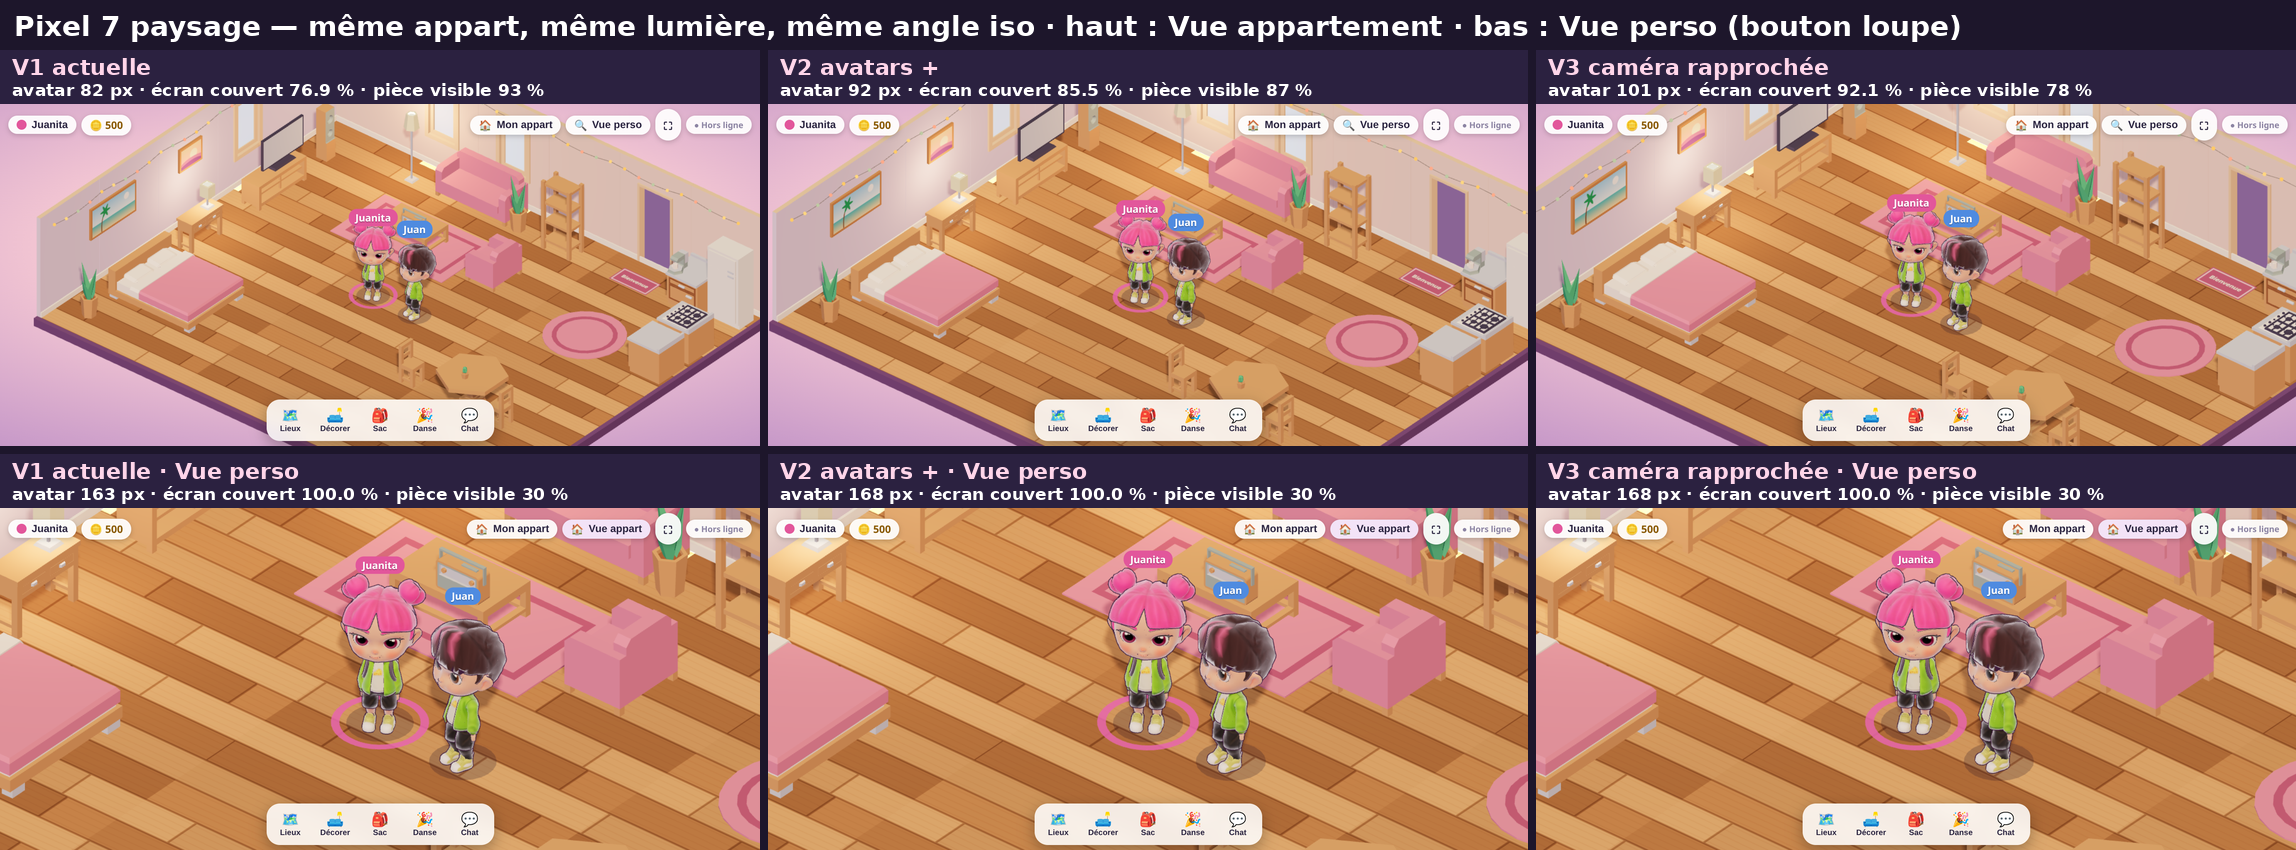 Pixel 7 paysage — même appart, même lumière, même angle iso · haut : Vue appartement · bas : Vue perso (bouton loupe)
V1 actuelle
avatar 82 px · écran couvert 76.9 % · pièce visible 93 %
Juanita
500
Mon appart
Vue perso
Hors ligne
Juanita
Juan
Bienvenue
Lieux
Décorer
Sac
Danse
Chat
V2 avatars +
avatar 92 px · écran couvert 85.5 % · pièce visible 87 %
Juanita
500
Mon appart
Vue perso
Hors ligne
Juanita
Juan
Bienvenue
Lieux
Décorer
Sac
Danse
Chat
V3 caméra rapprochée
avatar 101 px · écran couvert 92.1 % · pièce visible 78 %
Juanita
500
Mon appart
Vue perso
Hors ligne
Juanita
Juan
Bienvenue
Lieux
Décorer
Sac
Danse
Chat
V1 actuelle · Vue perso
avatar 163 px · écran couvert 100.0 % · pièce visible 30 %
Juanita
500
Mon appart
Vue appart
Hors ligne
Juanita
Juan
Lieux
Décorer
Sac
Danse
Chat
V2 avatars + · Vue perso
avatar 168 px · écran couvert 100.0 % · pièce visible 30 %
Juanita
500
Mon appart
Vue appart
Hors ligne
Juanita
Juan
Lieux
Décorer
Sac
Danse
Chat
V3 caméra rapprochée · Vue perso
avatar 168 px · écran couvert 100.0 % · pièce visible 30 %
Juanita
500
Mon appart
Vue appart
Hors ligne
Juanita
Juan
Lieux
Décorer
Sac
Danse
Chat